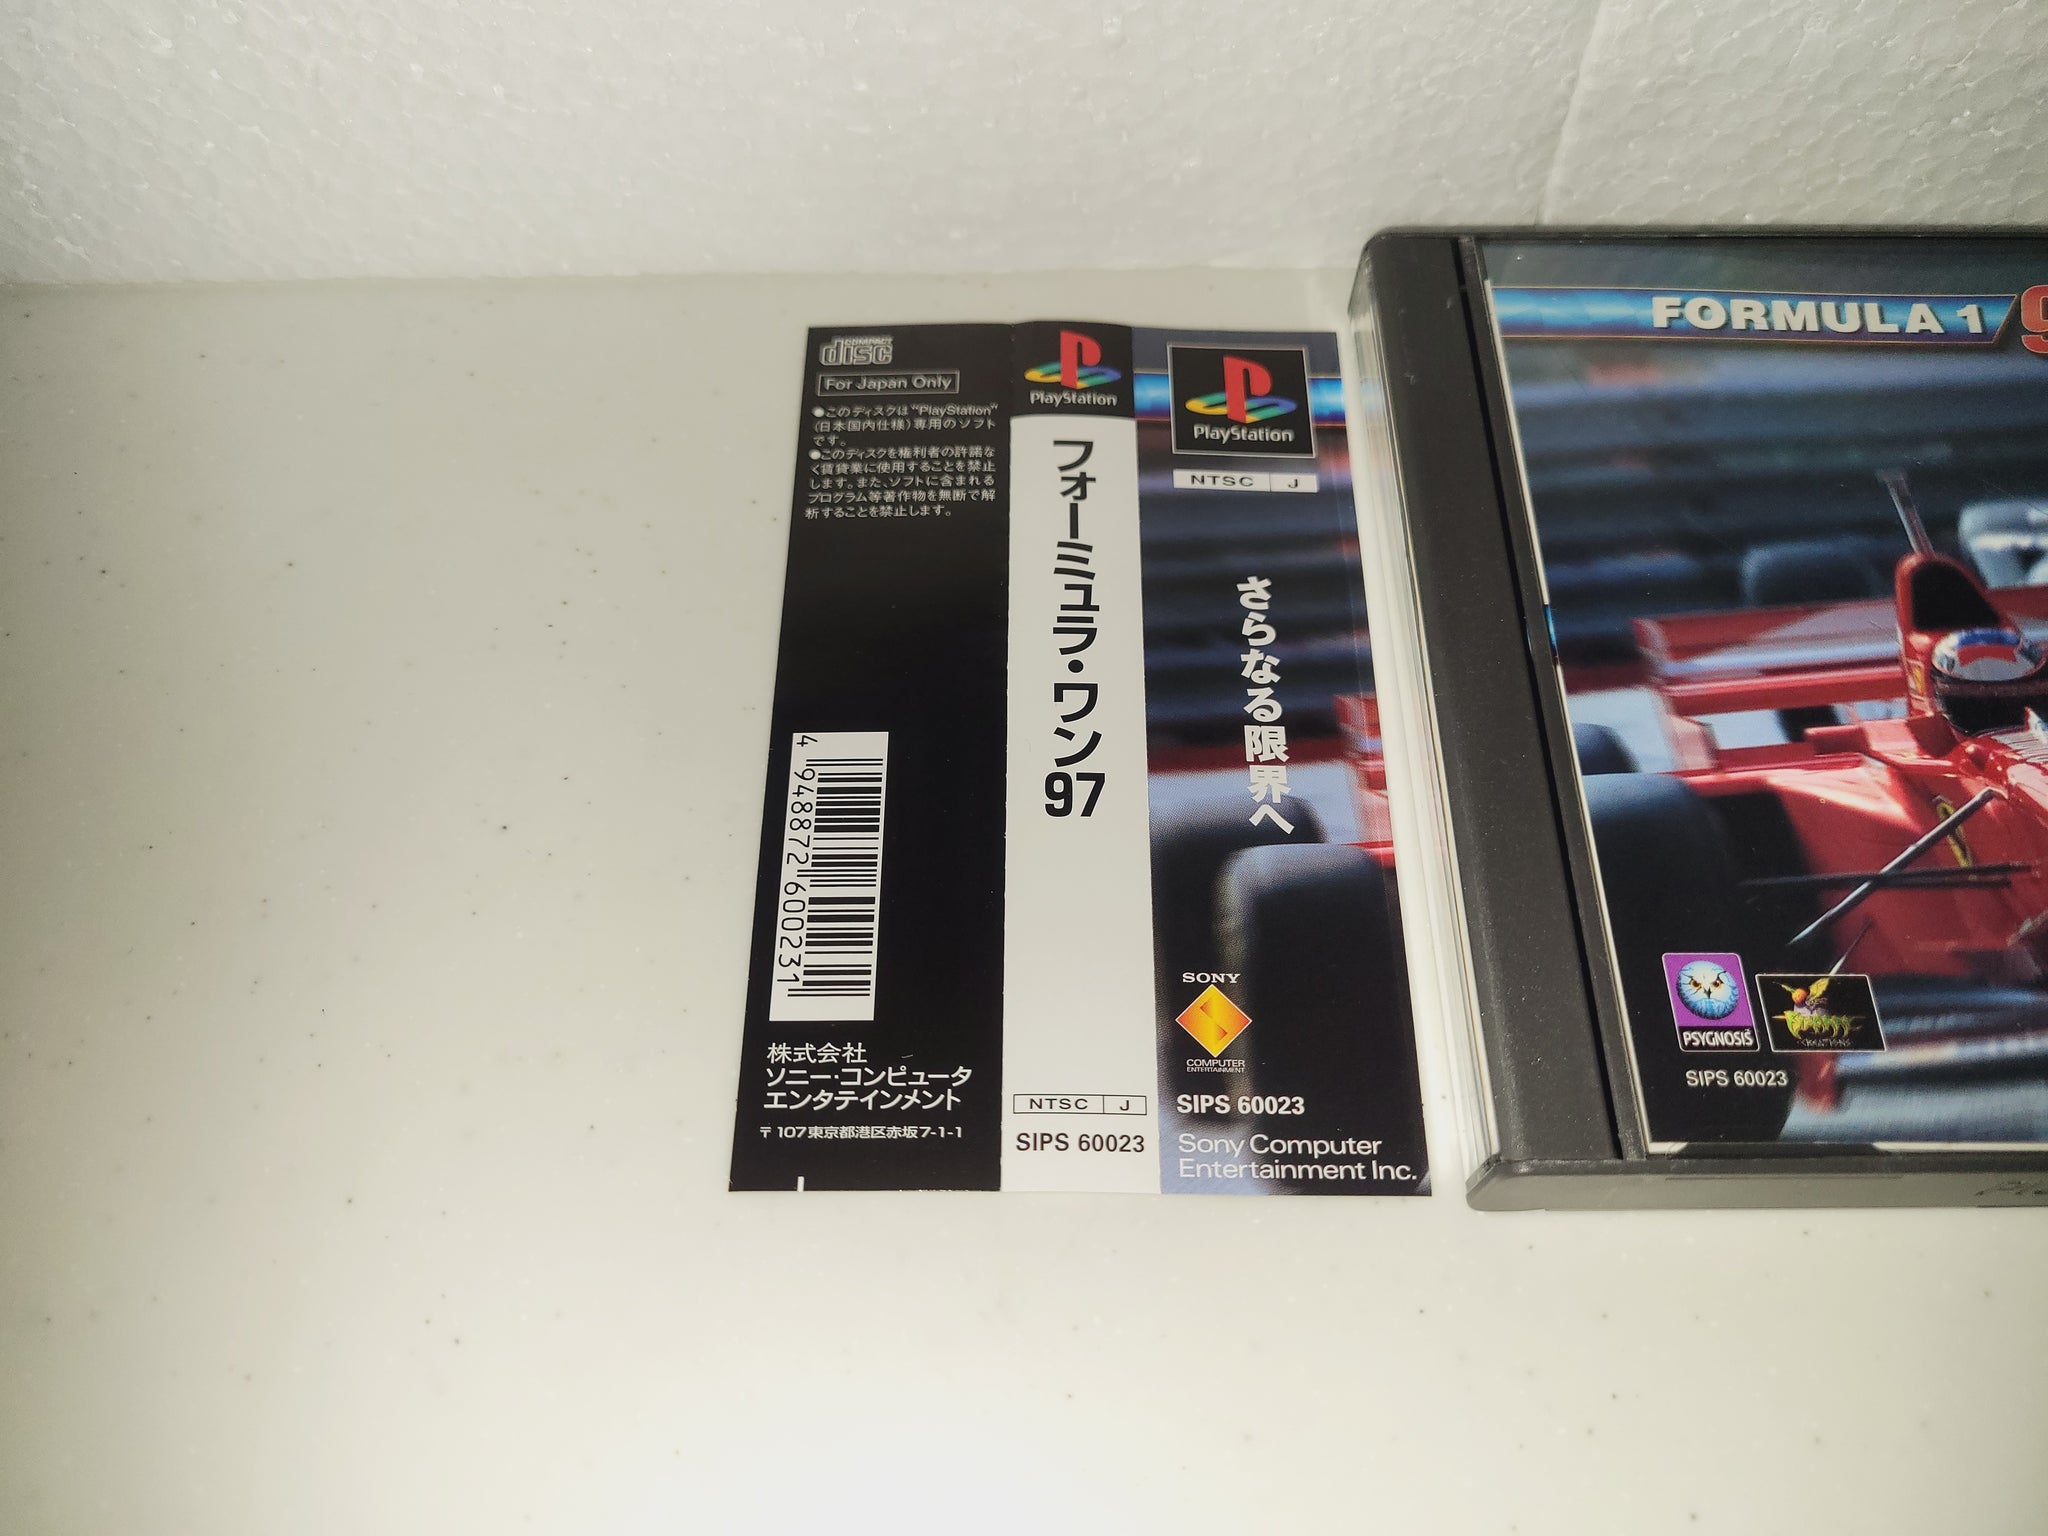 COMPACT
disc
For Japan Only
●このディスクは"PlayStation"
(日本国内仕様)専用のソフト
です。
●このディスクを権利者の許諾な
く賃貸業に使用することを禁止
します。また、ソフトに含まれる
プログラム等著作物を無断で解
析することを禁止します。
4 948872 600231
株式会社
ソニー・コンピュータ
エンタテインメント
〒107東京都港区赤坂7-1-1
PlayStation
フォーミュラ・ワン97
NTSC J
SIPS 60023
PlayStation
NTSC J
さらなる限界へ
SONY
COMPUTER
ENTERTAINMENT
SIPS 60023
Sony Computer
Entertainment Inc.
FORMULA 1 9
PSYGNOSIS
CREATIONS
SIPS 60023